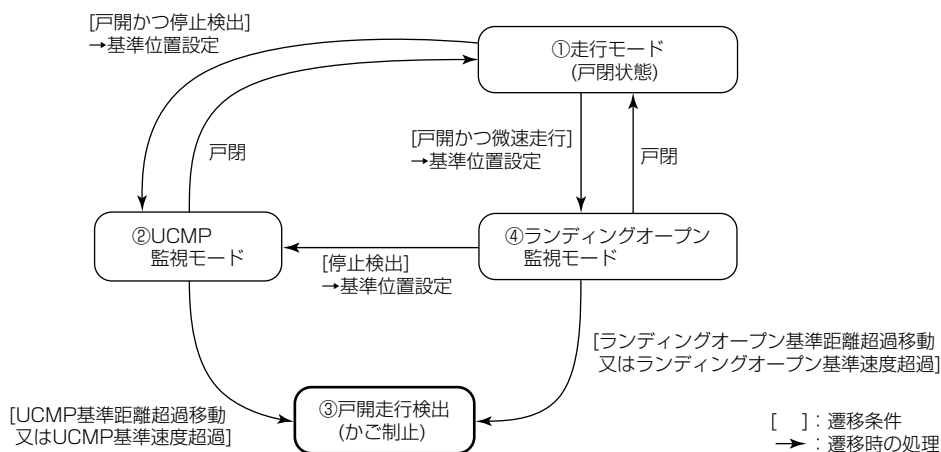 [戸開かつ停止検出]
→基準位置設定
①走行モード
(戸閉状態)
[戸開かつ微速走行]
→基準位置設定
戸閉
戸閉
②UCMP
監視モード
④ランディングオープン
監視モード
[停止検出]
→基準位置設定
[ランディングオープン基準距離超過移動
又はランディングオープン基準速度超過]
[UCMP基準距離超過移動
又はUCMP基準速度超過]
③戸開走行検出
(かご制止)
[ ]：遷移条件
→：遷移時の処理